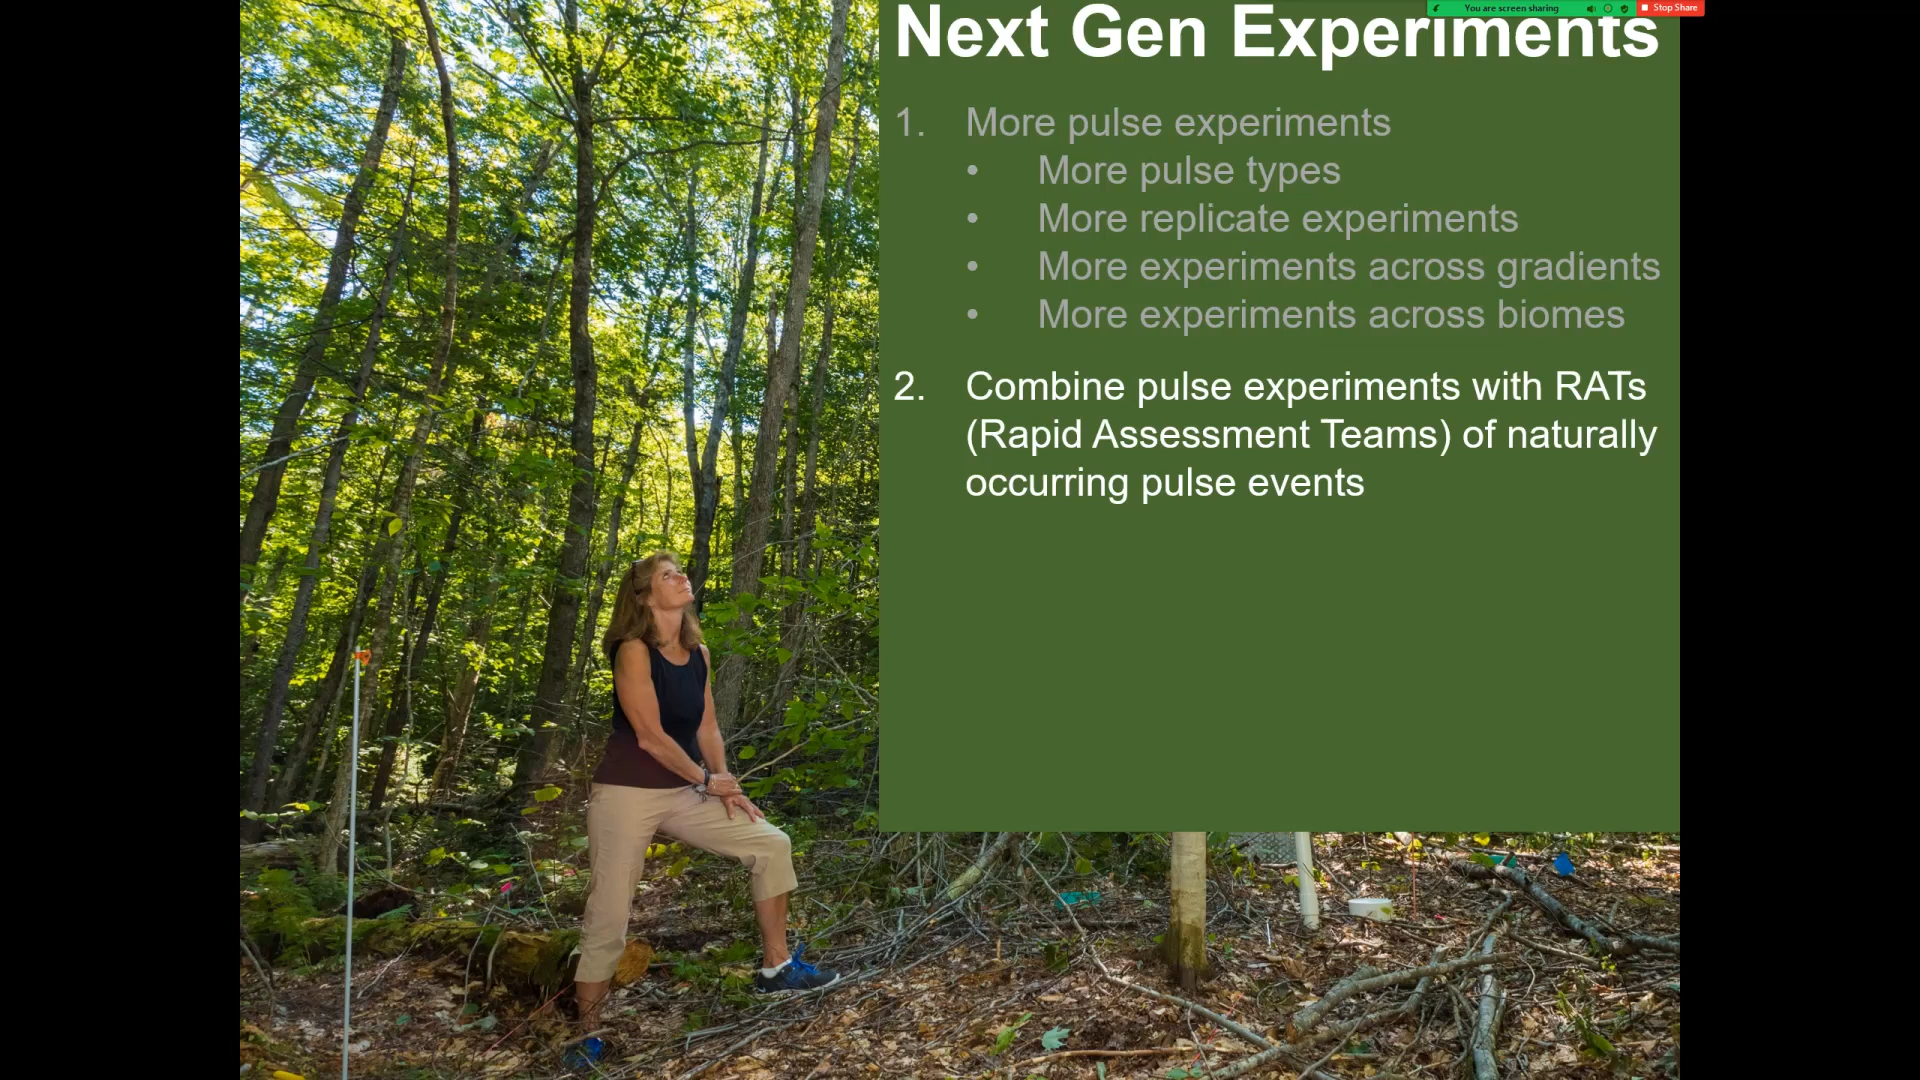 You are screen sharing
Stop Share
Next Gen Experiments
1. More pulse experiments
• More pulse types
• More replicate experiments
• More experiments across gradients
• More experiments across biomes
2. Combine pulse experiments with RATs
(Rapid Assessment Teams) of naturally
occurring pulse events